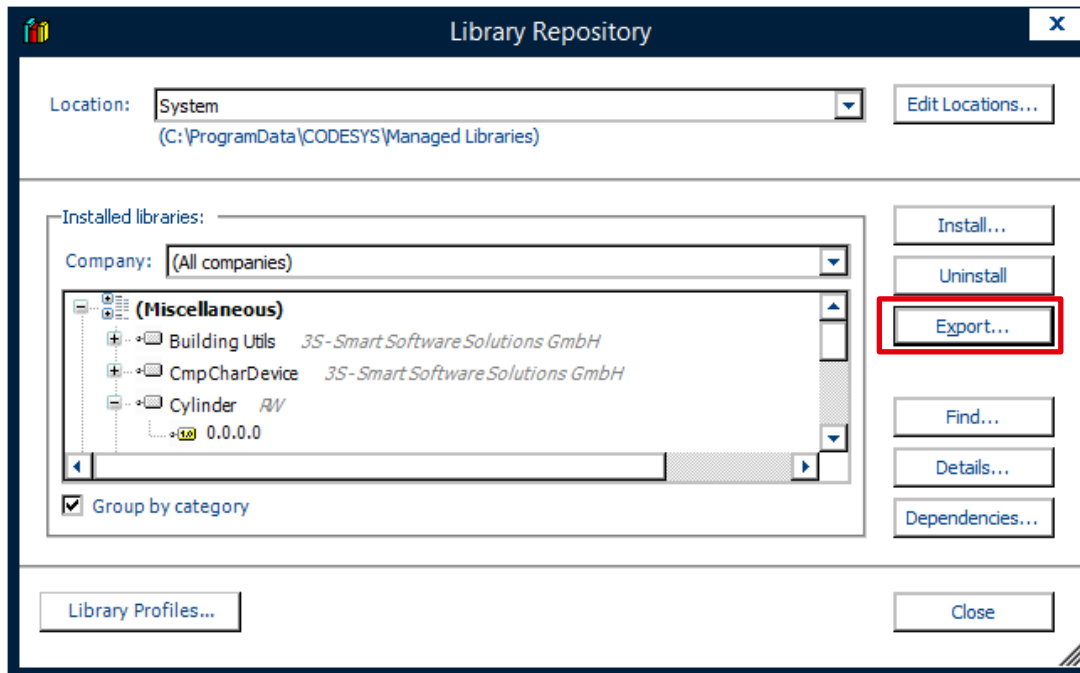 Library Repository
x
Location: System Edit Locations...
(C:\ProgramData\CODESYS\Managed Libraries)
Installed libraries:
Install...
Company: (All companies)
Uninstall
(Miscellaneous)
Export...
Building Utils 3S-Smart Software Solutions GmbH
CmpCharDevice 3S-Smart Software Solutions GmbH
Cylinder RW
Find...
1.0 0.0.0.0
Details...
Group by category
Dependencies...
Library Profiles... Close